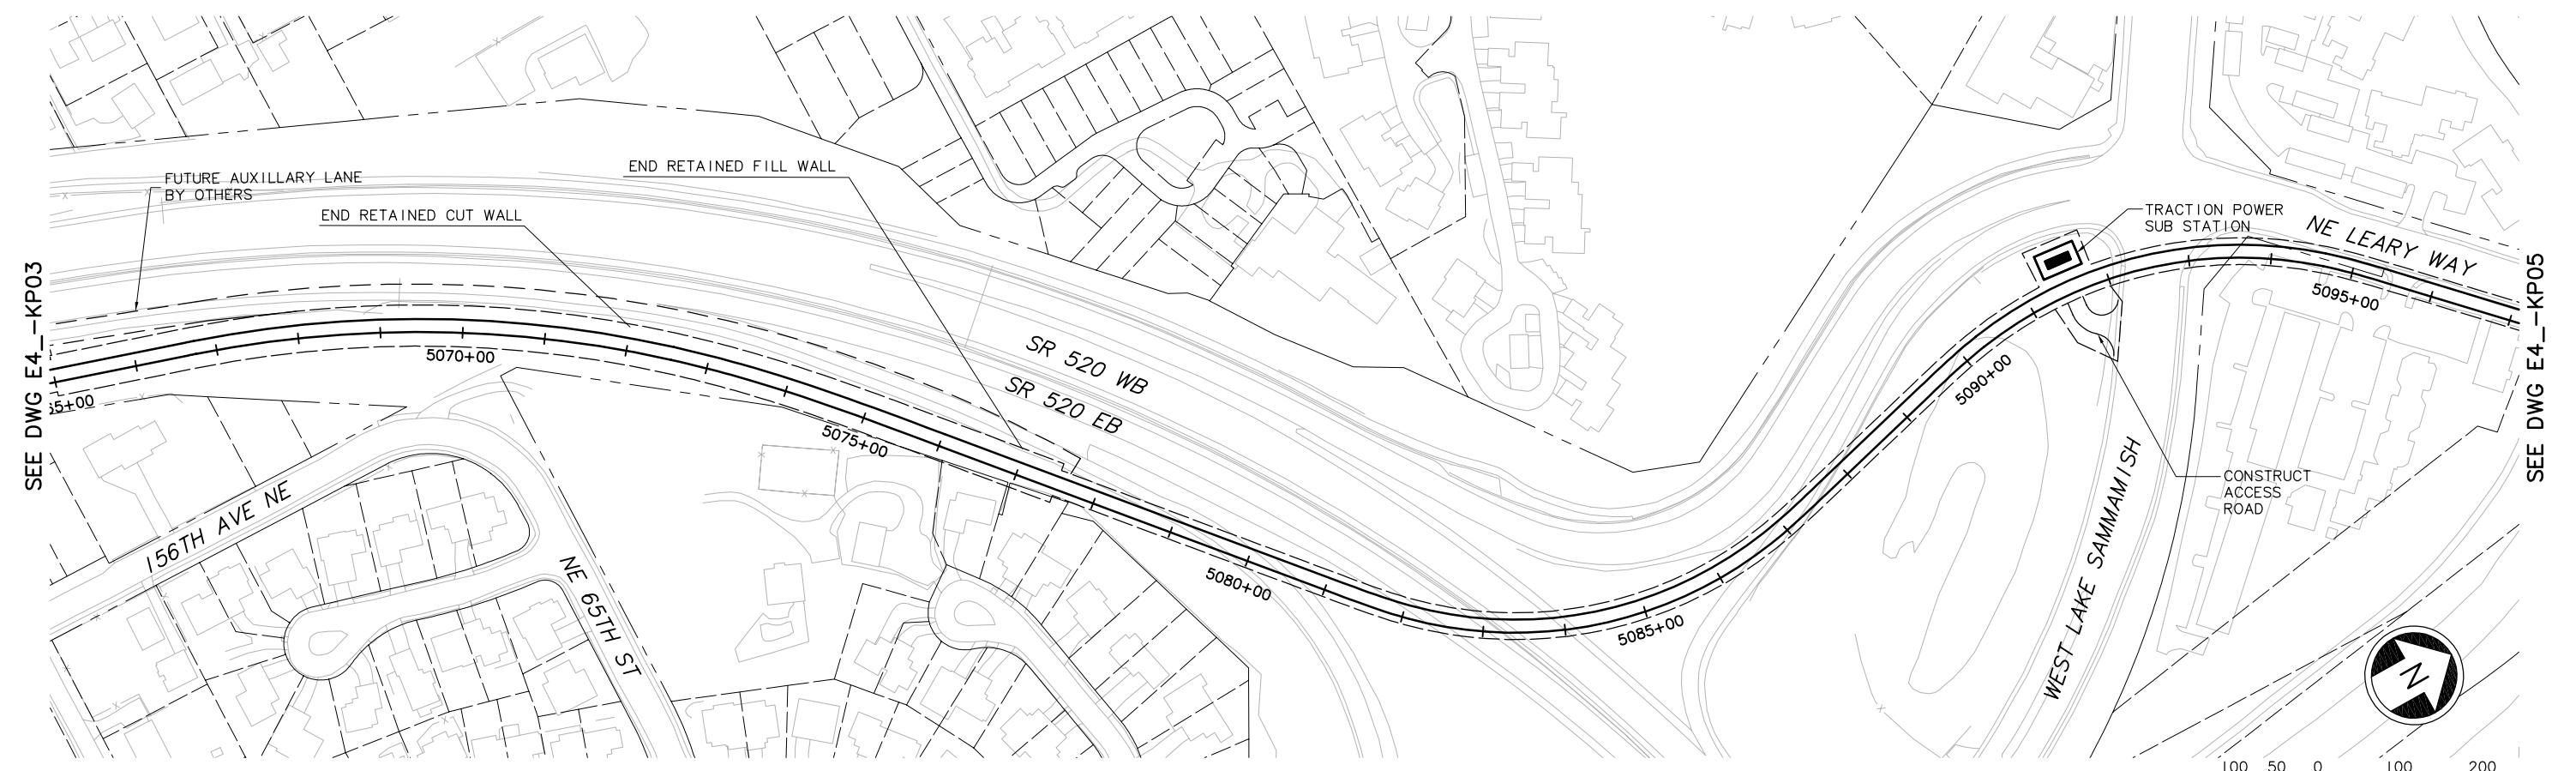 FUTURE AUXILLARY LANE
BY OTHERS
END RETAINED CUT WALL
END RETAINED FILL WALL
SEE DWG E4_-KP03
65+00
5070+00
5075+00
5080+00
5085+00
5090+00
5095+00
SR 520 WB
SR 520 EB
156TH AVE NE
NE 65TH ST
TRACTION POWER
SUB STATION
NE LEARY WAY
SEE DWG E4_-KP05
WEST LAKE SAMMAMISH
CONSTRUCT
ACCESS
ROAD
N
100 50 0 100 200